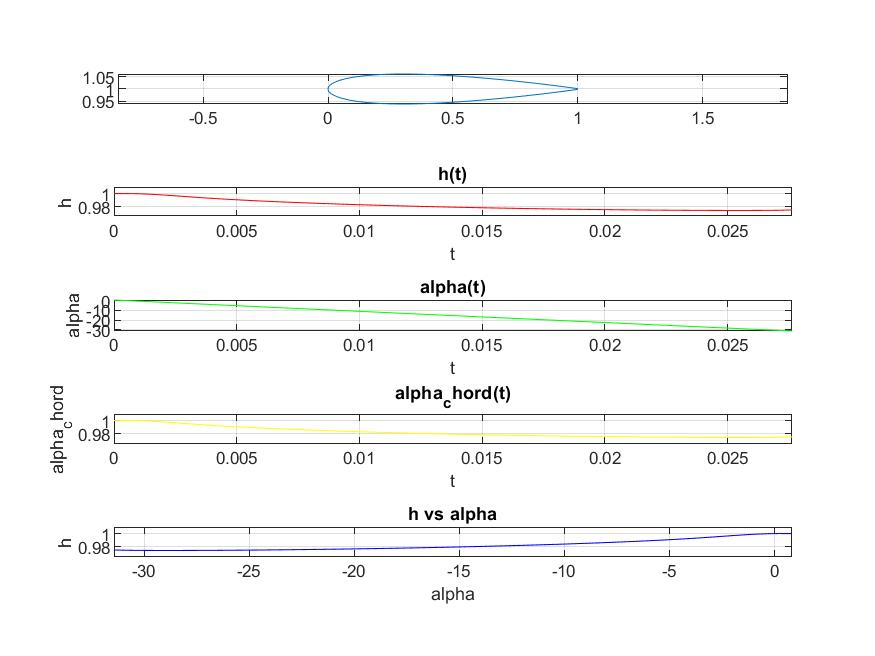 1.05
1
0.95
-0.5 0 0.5 1 1.5
h(t)
h
1
0.98
0 0.005 0.01 0.015 0.02 0.025
t
alpha(t)
alpha
0
-10
-20
-30
0 0.005 0.01 0.015 0.02 0.025
t
alpha_chord(t)
alpha_chord
1
0.98
0 0.005 0.01 0.015 0.02 0.025
t
h vs alpha
h
1
0.98
-30 -25 -20 -15 -10 -5 0
alpha